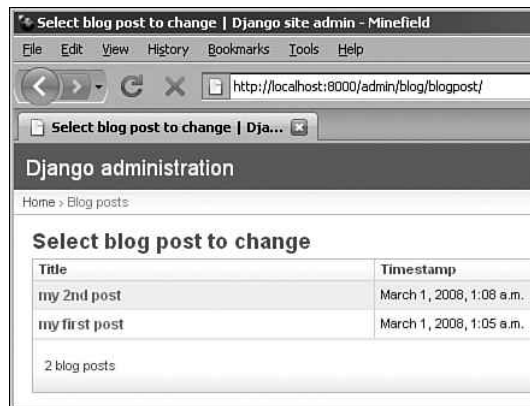 Select blog post to change | Django site admin - Minefield
File Edit View History Bookmarks Tools Help
http://localhost:8000/admin/blog/blogpost/
Select blog post to change | Dja...
Django administration
Home › Blog posts
Select blog post to change
Title Timestamp
my 2nd post March 1, 2008, 1:08 a.m.
my first post March 1, 2008, 1:05 a.m.
2 blog posts